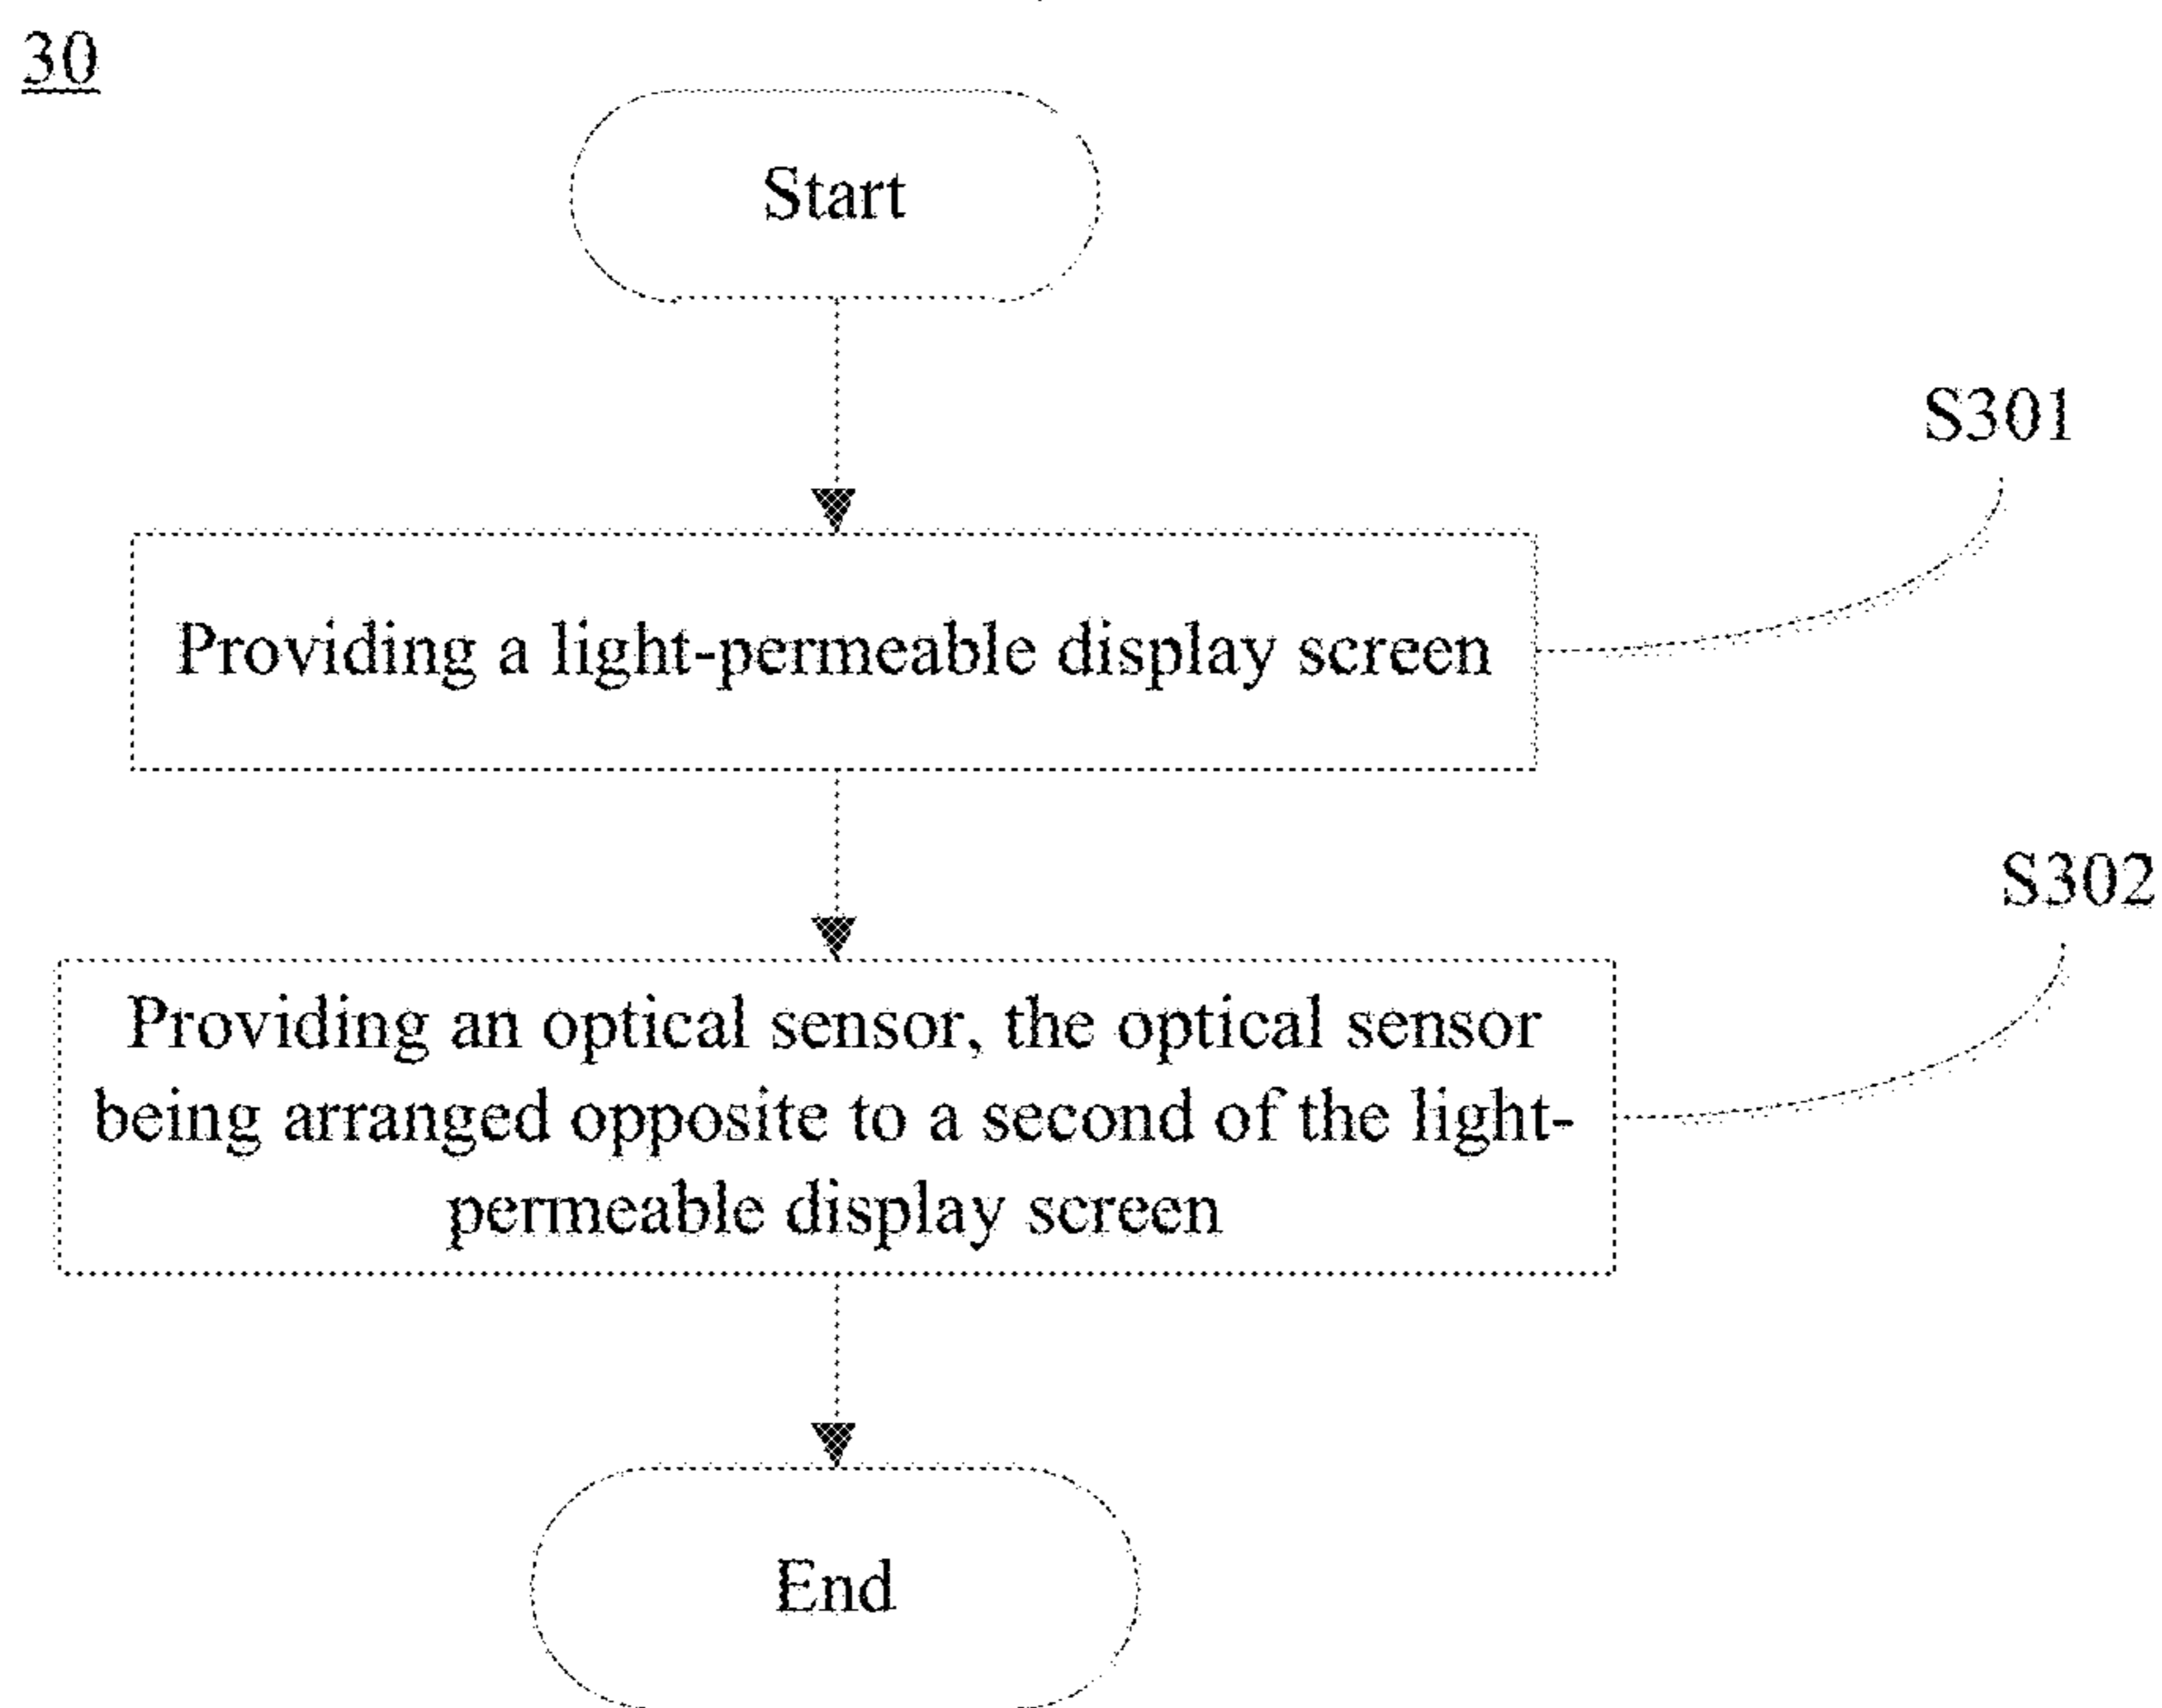 30
Start
S301
Providing a light-permeable display screen
S302
Providing an optical sensor, the optical sensor
being arranged opposite to a second of the light-
permeable display screen
End